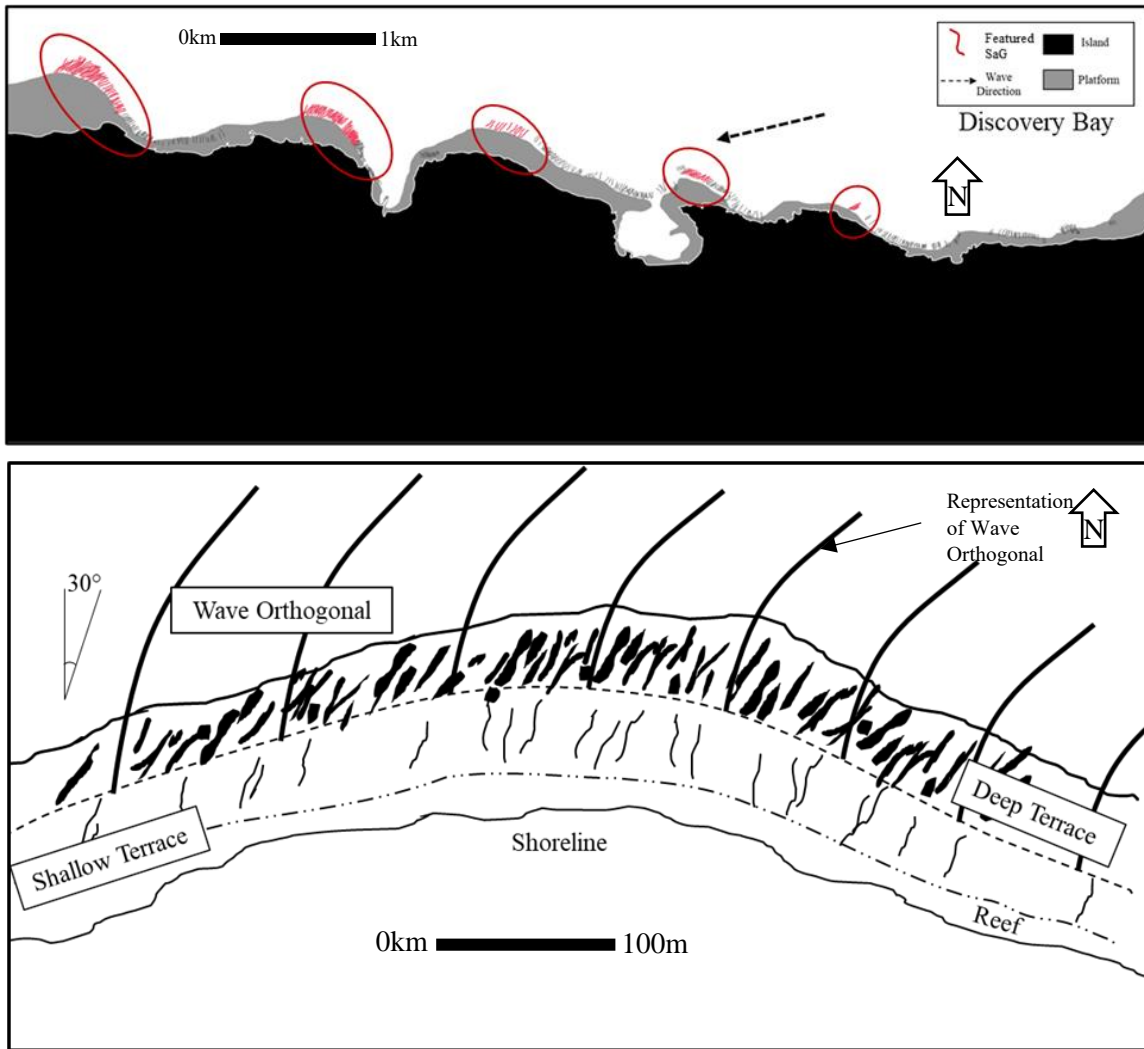 0km 1km
Featured
SaG
Island
Wave
Direction
Platform
Discovery Bay
N
Representation
of Wave
Orthogonal
N
30°
Wave Orthogonal
Shallow Terrace
Shoreline
Deep Terrace
Reef
0km 100m